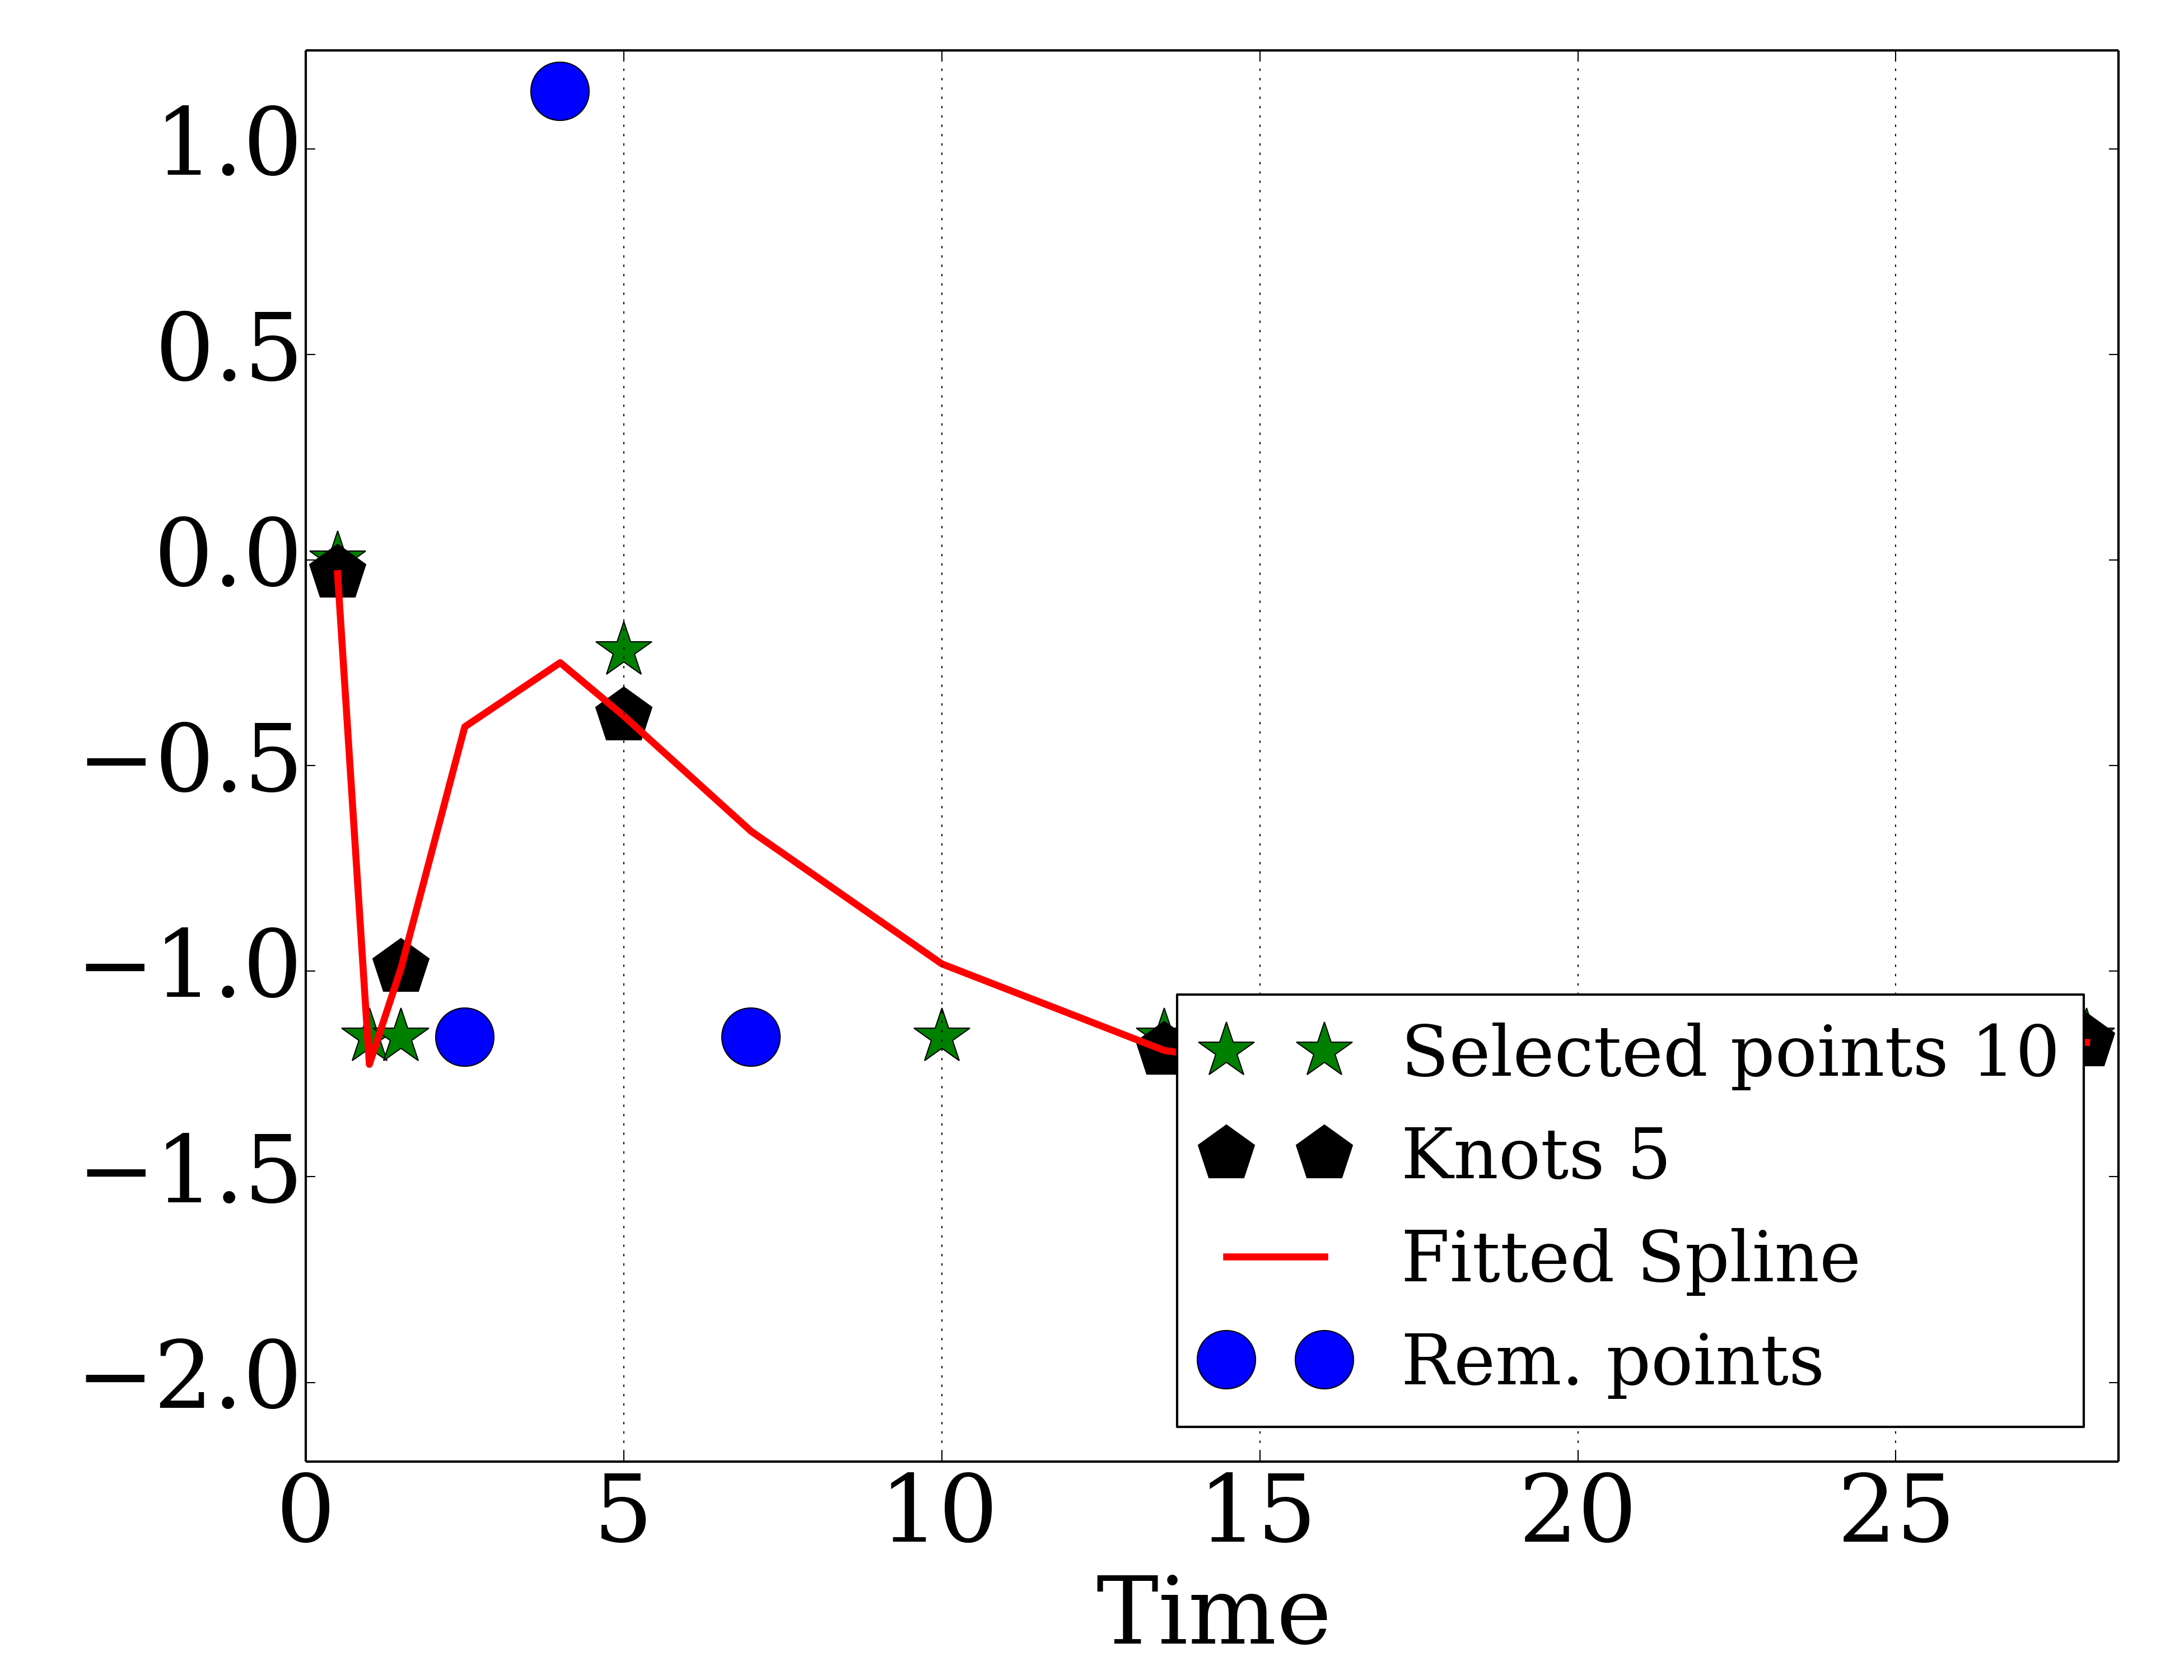 1.0
0.5
0.0
−0.5
−1.0
−1.5
−2.0
Selected points 10
Knots 5
Fitted Spline
Rem. points
0 5 10 15 20 25
Time